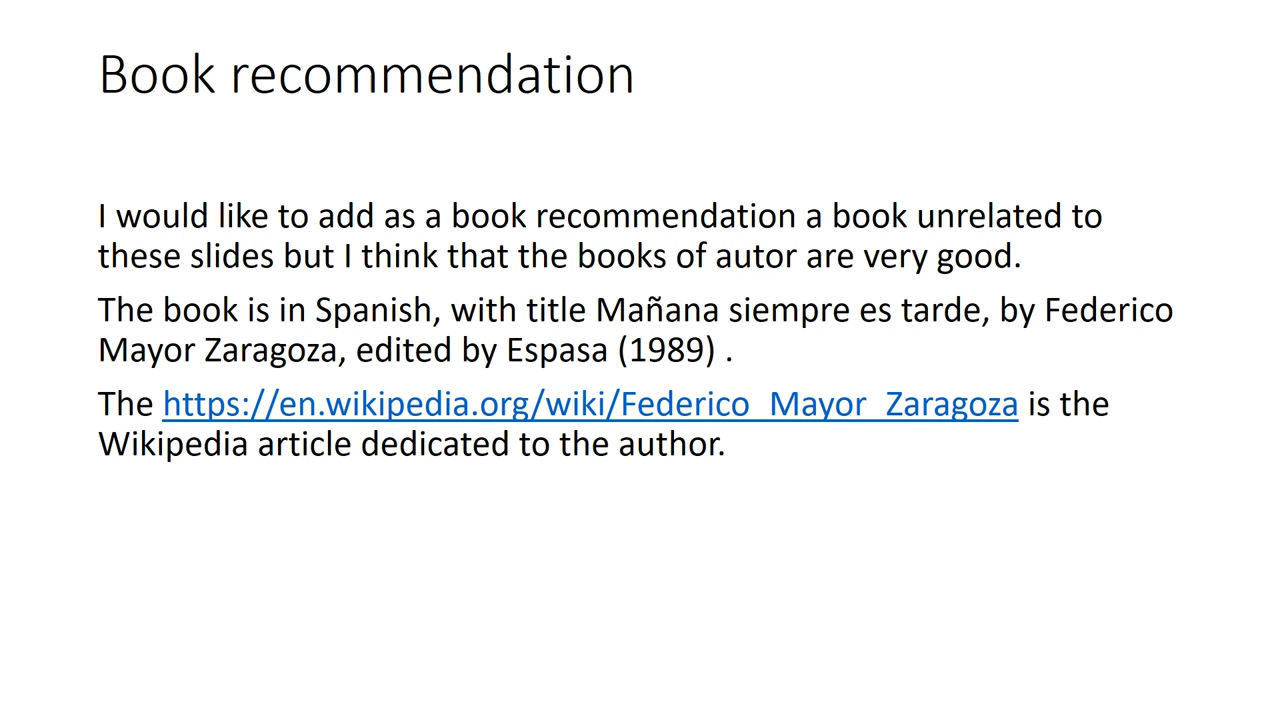 Book recommendation
I would like to add as a book recommendation a book unrelated to
these slides but I think that the books of autor are very good.
The book is in Spanish, with title Mañana siempre es tarde, by Federico
Mayor Zaragoza, edited by Espasa (1989) .
The https://en.wikipedia.org/wiki/Federico_Mayor_Zaragoza is the
Wikipedia article dedicated to the author.